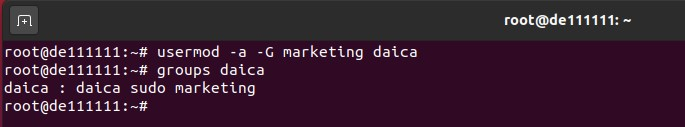 root@de111111: ~
root@de111111:~# usermod -a -G marketing daica
root@de111111:~# groups daica
daica : daica sudo marketing
root@de111111:~#